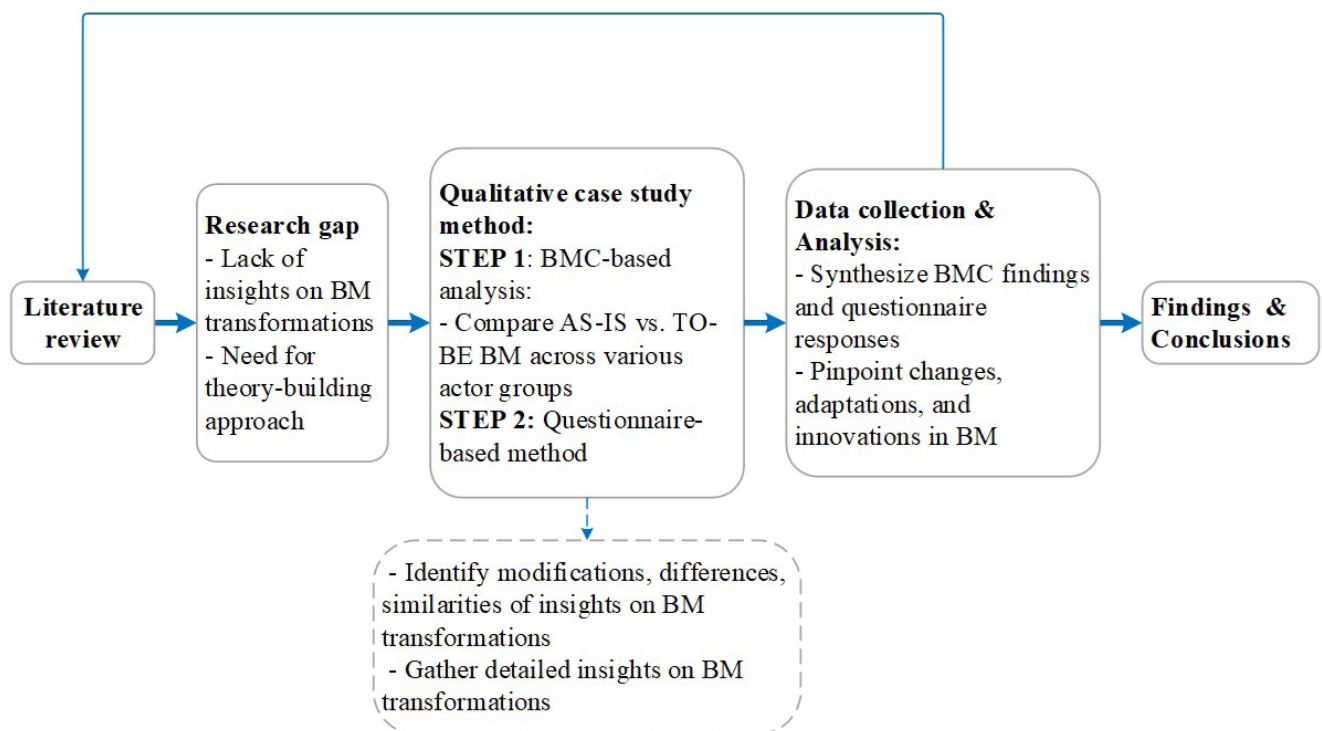 Literature
review
Research gap
- Lack of
insights on BM
transformations
- Need for
theory-building
approach
Qualitative case study
method:
STEP 1: BMC-based
analysis:
- Compare AS-IS vs. TO-
BE BM across various
actor groups
STEP 2: Questionnaire-
based method
Data collection &
Analysis:
- Synthesize BMC findings
and questionnaire
responses
- Pinpoint changes,
adaptations, and
innovations in BM
Findings &
Conclusions
- Identify modifications, differences,
similarities of insights on BM
transformations
- Gather detailed insights on BM
transformations